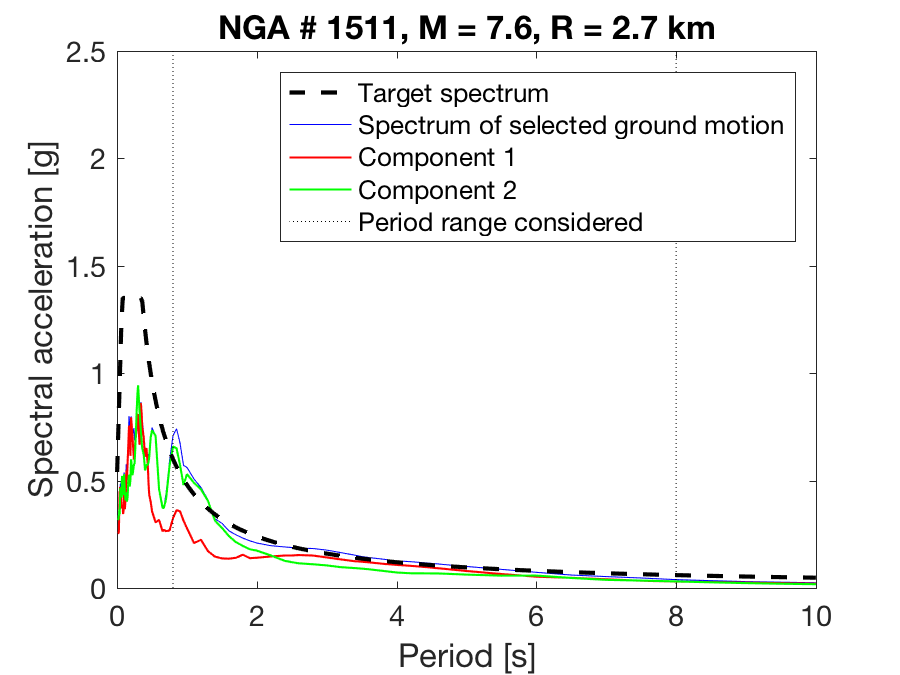 NGA # 1511, M = 7.6, R = 2.7 km
2.5
2
1.5
1
0.5
0
Spectral acceleration [g]
Target spectrum
Spectrum of selected ground motion
Component 1
Component 2
Period range considered
0 2 4 6 8 10
Period [s]